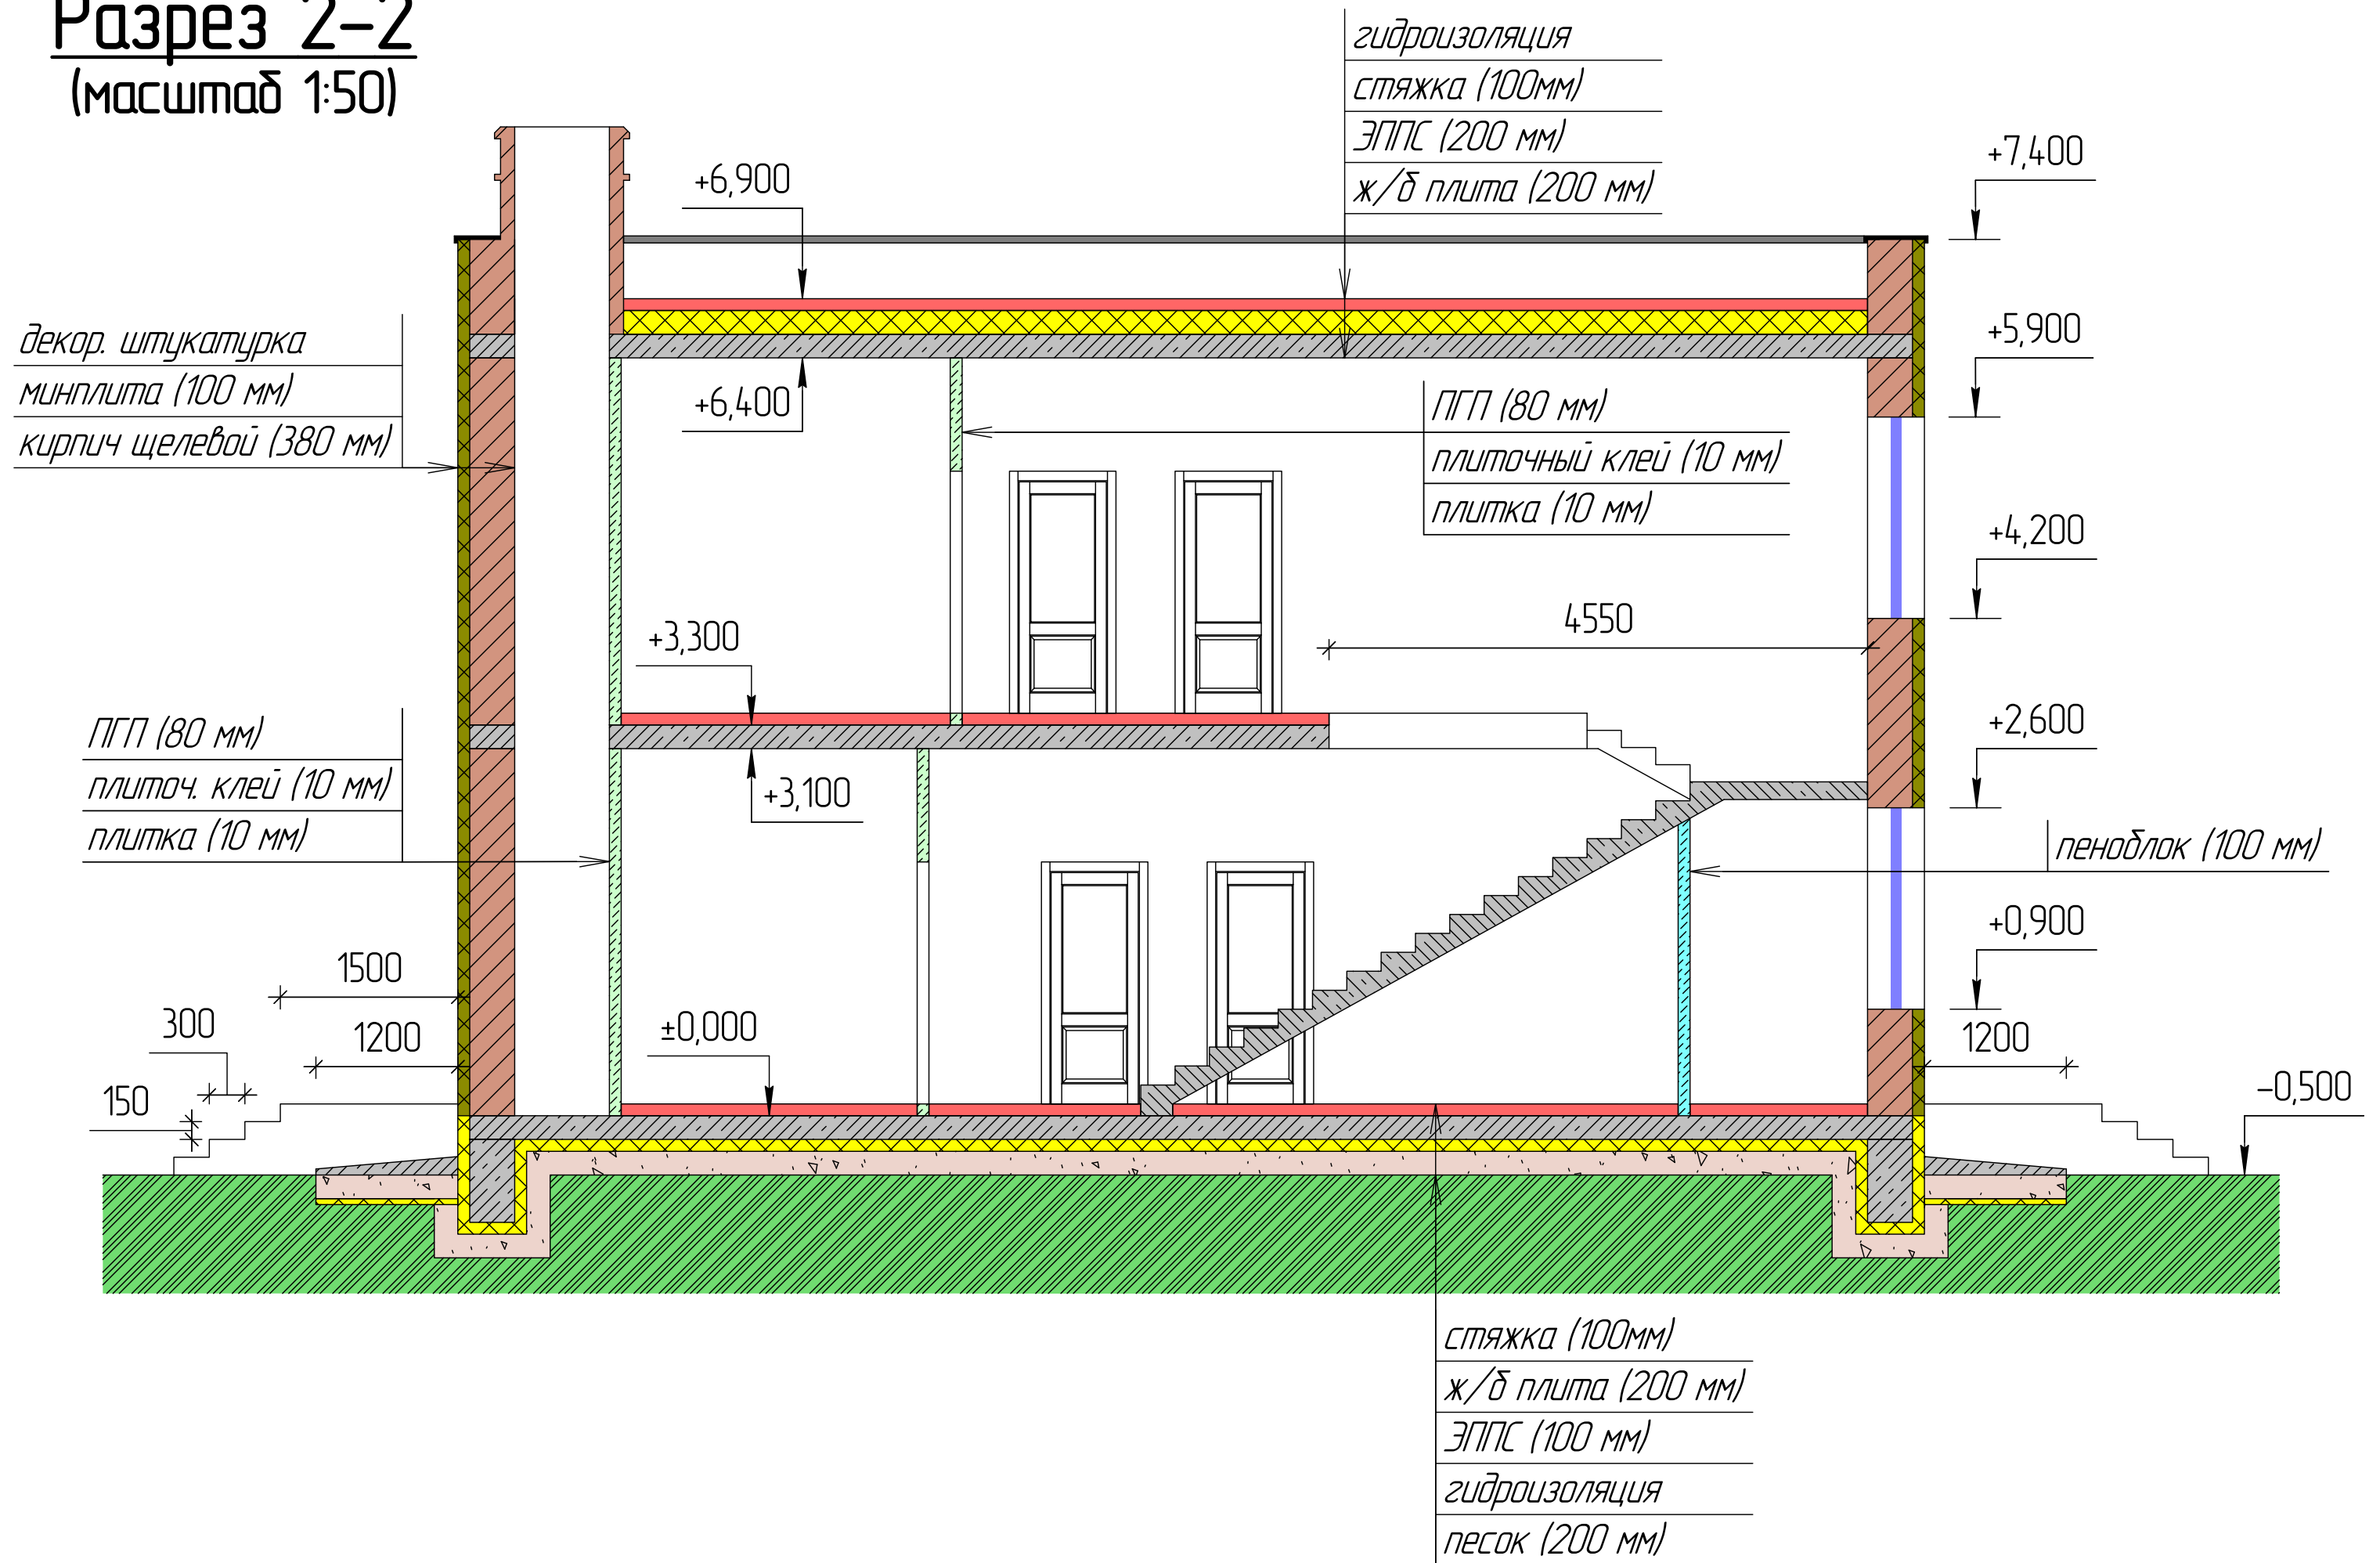 Разрез 2-2
(масштаб 1:50)
гидроизоляция
стяжка (100мм)
ЭППС (200 мм)
ж/б плита (200 мм)
+6,900
+7,400
декор. штукатурка
минплита (100 мм)
кирпич щелевой (380 мм)
+5,900
+6,400
ПГП (80 мм)
плиточный клей (10 мм)
плитка (10 мм)
+4,200
4550
+3,300
ПГП (80 мм)
плиточ. клей (10 мм)
плитка (10 мм)
+3,100
+2,600
пеноблок (100 мм)
+0,900
1500
300
1200
150
±0,000
1200
-0,500
стяжка (100мм)
ж/б плита (200 мм)
ЭППС (100 мм)
гидроизоляция
песок (200 мм)